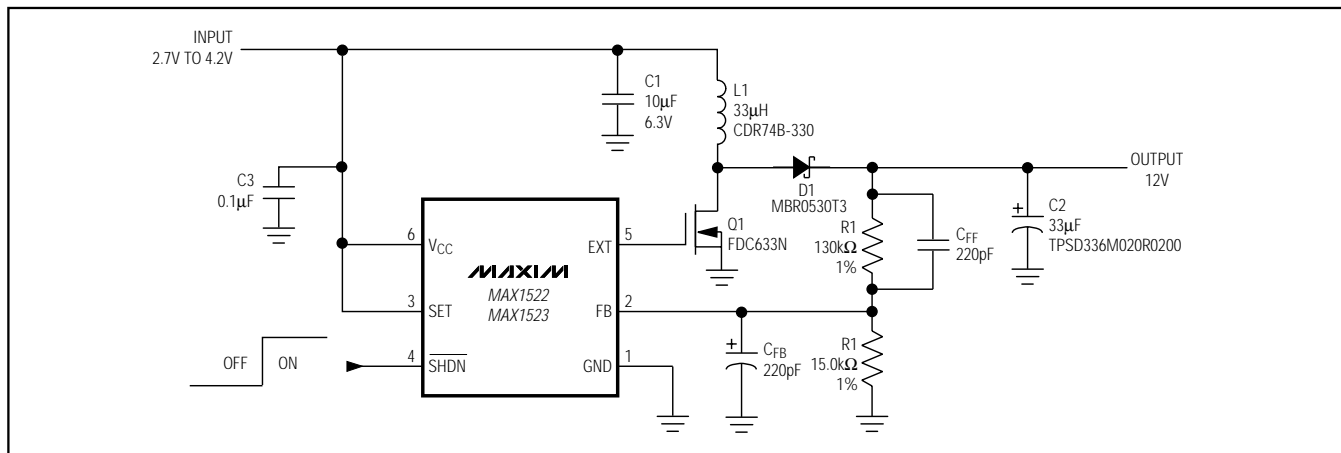 INPUT
2.7V TO 4.2V
C1
10μF
6.3V
L1
33μH
CDR74B-330
C3
0.1μF
D1
MBR0530T3
OUTPUT
12V
C2
33μF
TPSD336M020R0200
Q1
FDC633N
R1
130kΩ
1%
CFF
220pF
6
VCC
EXT
5
MAXIM
MAX1522
MAX1523
3
SET
FB
2
4
SHDN
GND
1
OFF
ON
CFB
220pF
R1
15.0kΩ
1%